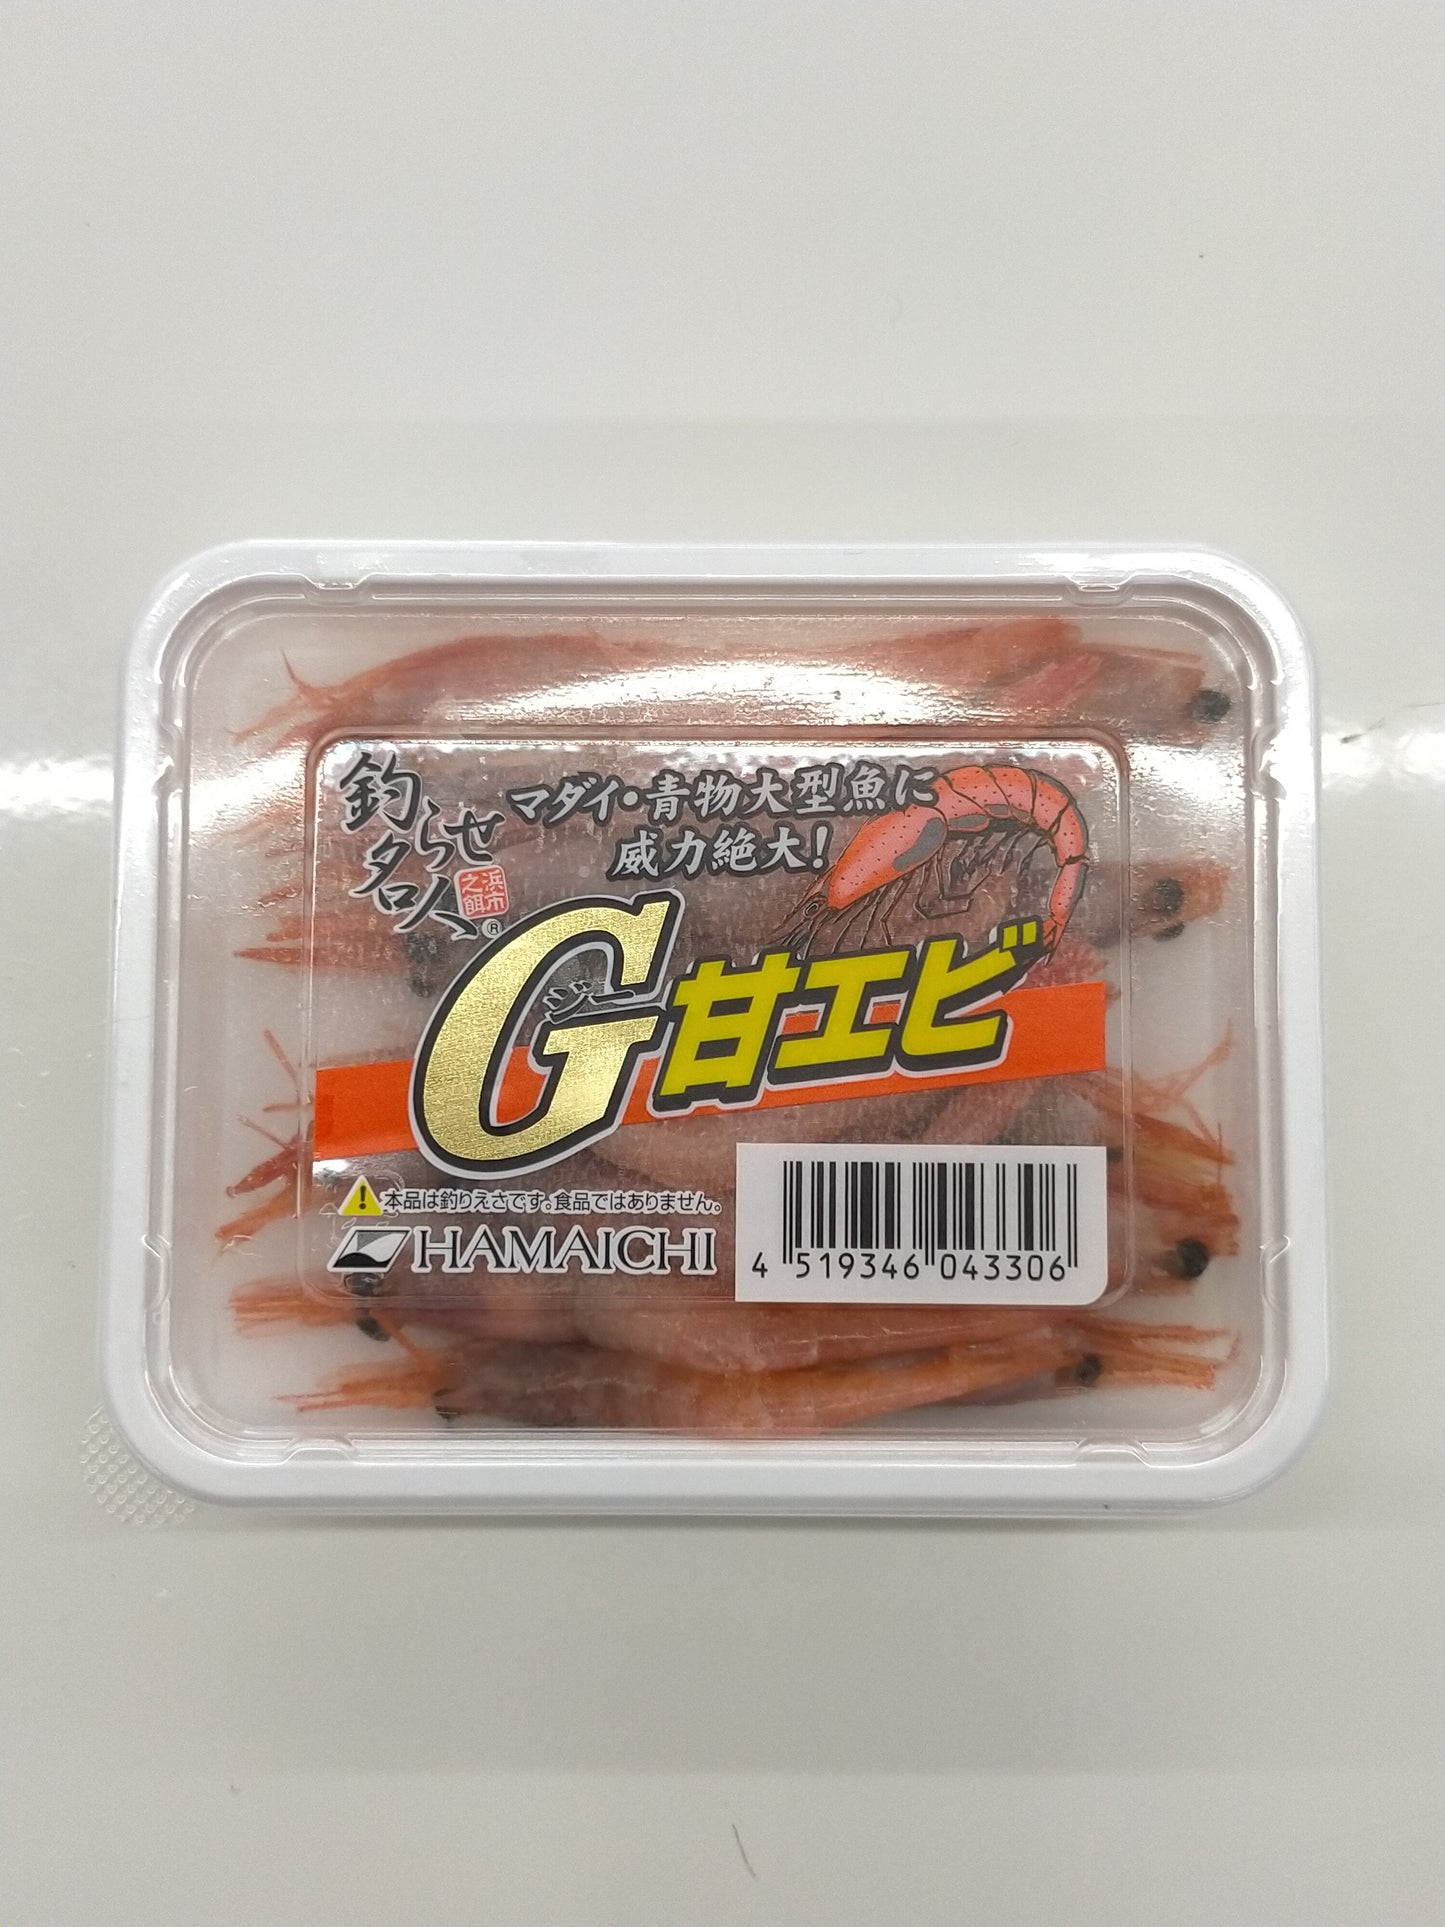 釣らせ名人
浜市之餌
®
マダイ・青物大型魚に
威力絶大！
G甘エビ
ジー
本品は釣りえさです。食品ではありません。
HAMAICHI
4 519346 043306